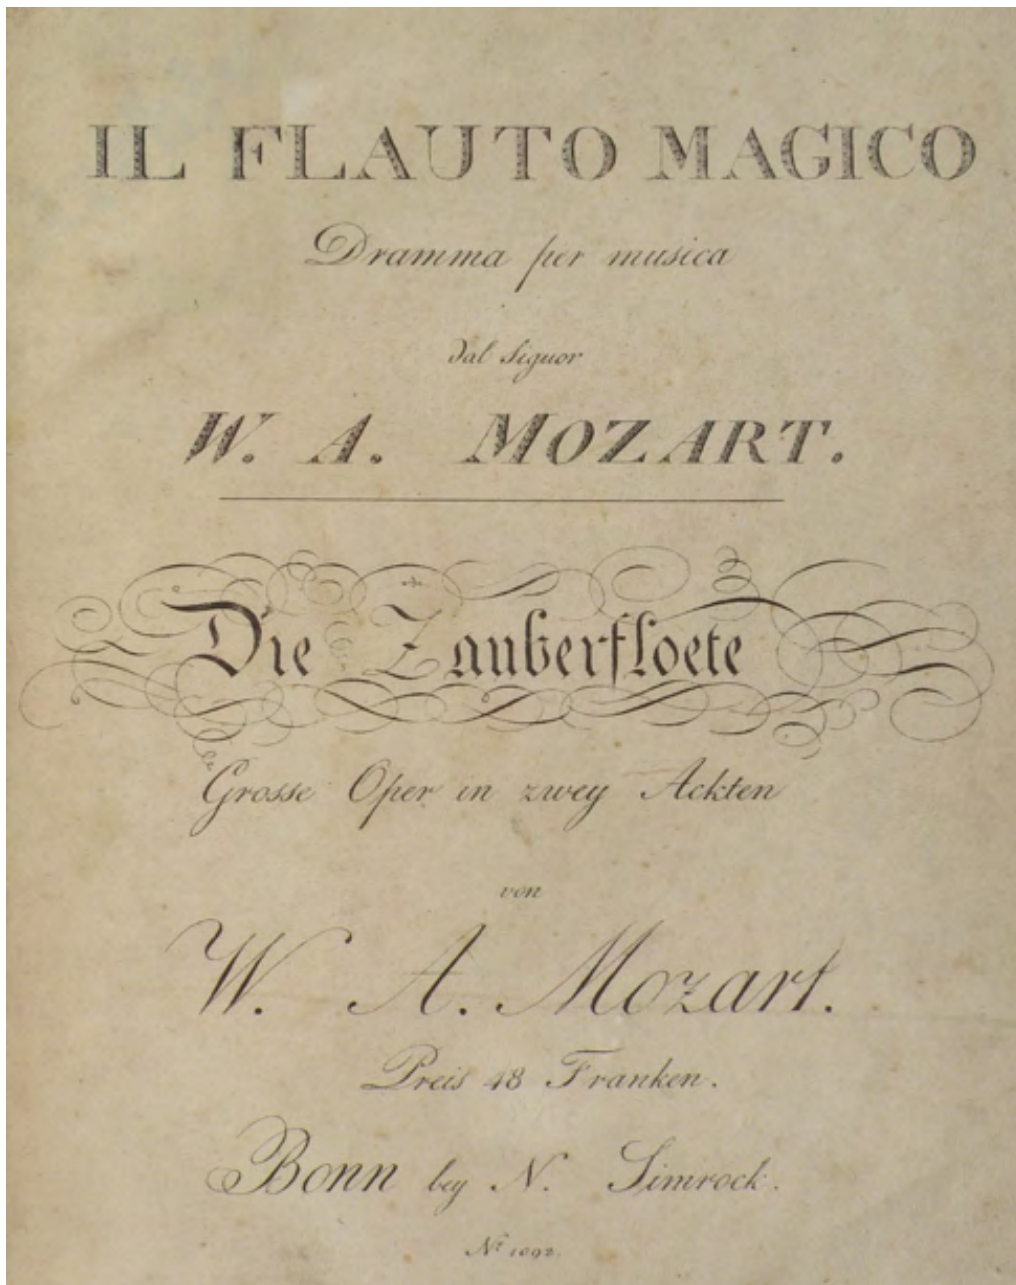 IL FLAUTO MAGICO
Dramma per musica
dal Signor
W. A. MOZART.
Die Zauberfloete
Grosse Oper in zwey Ackten
von
W. A. Mozart.
Preis 48 Franken.
Bonn bey N. Simrock.
Nº 1092.